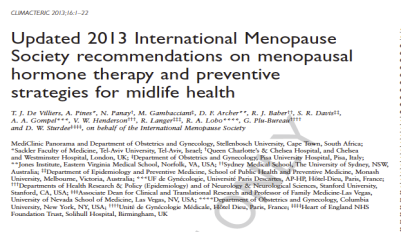 CLIMACTERIC 2013;16:1–22
Updated 2013 International Menopause
Society recommendations on menopausal
hormone therapy and preventive
strategies for midlife health
T. J. De Villiers, A. Pines*, N. Panay†, M. Gambacciani‡, D. F. Archer**, R. J. Baber††, S. R. Davis‡‡,
A. A. Gompel***, V. W. Henderson†††, R. Langer‡‡‡, R. A. Lobo****, G. Plu-Bureau††††
and D. W. Sturdee‡‡‡‡, on behalf of the International Menopause Society
MediClinic Panorama and Department of Obstetrics and Gynecology, Stellenbosch University, Cape Town, South Africa;
*Sackler Faculty of Medicine, Tel-Aviv University, Tel-Aviv, Israel; †Queen Charlotte's & Chelsea Hospital, and Chelsea
and Westminster Hospital, London, UK; ‡Department of Obstetrics and Gynecology, Pisa University Hospital, Pisa, Italy;
**Jones Institute, Eastern Virginia Medical School, Norfolk, VA, USA; ††Sydney Medical School, The University of Sydney, NSW,
Australia; ‡‡Department of Epidemiology and Preventive Medicine, School of Public Health and Preventive Medicine, Monash
University, Melbourne, Victoria, Australia; ***UF de Gynécologie, Université Paris Descartes, AP-HP, Hôtel-Dieu, Paris, France;
†††Departments of Health Research & Policy (Epidemiology) and of Neurology & Neurological Sciences, Stanford University,
Stanford, CA, USA; ‡‡‡Associate Dean for Clinical and Translational Research and Professor of Family Medicine-Las Vegas,
University of Nevada School of Medicine, Las Vegas, NV, USA; ****Department of Obstetrics and Gynecology, Columbia
University, New York, NY, USA; ††††Unité de Gynécologie Médicale, Hôtel Dieu, Paris, France; ‡‡‡‡Heart of England NHS
Foundation Trust, Solihull Hospital, Birmingham, UK